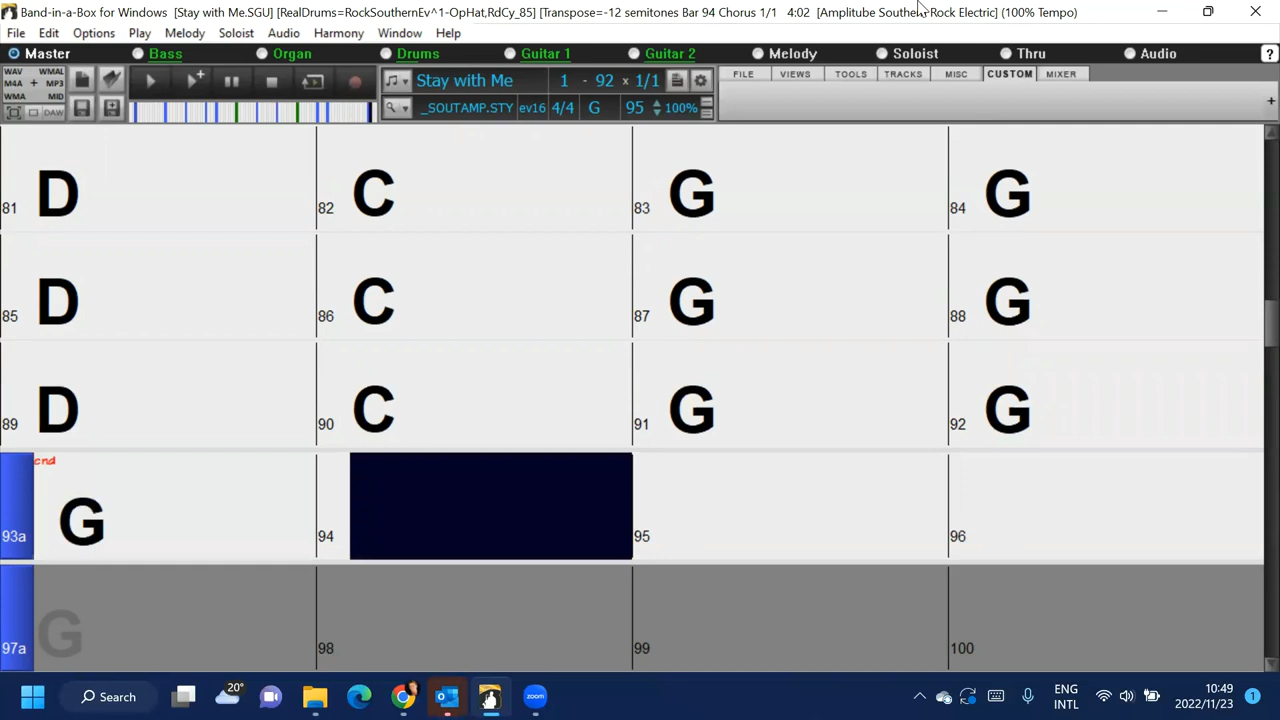 Band-in-a-Box for Windows [Stay with Me.SGU] [RealDrums=RockSouthernEv^1-OpHat,RdCy_85] [Transpose=-12 semitones Bar 94 Chorus 1/1 4:02 [Amplitube Southern Rock Electric] (100% Tempo)
File Edit Options Play Melody Soloist Audio Harmony Window Help
Master Bass Organ Drums Guitar 1 Guitar 2 Melody Soloist Thru Audio ?
WAV WMAL
M4A + MP3
WMA MID
DAW
Stay with Me 1 - 92 x 1/1
_SOUTAMP.STY ev16 4/4 G 95 100%
FILE VIEWS TOOLS TRACKS MISC CUSTOM MIXER
+
81 D 82 C 83 G 84 G
85 D 86 C 87 G 88 G
89 D 90 C 91 G 92 G
end
93a G 94 95 96
97a G 98 99 100
Search 20° zoom ENG INTL 10:49 2022/11/23 1